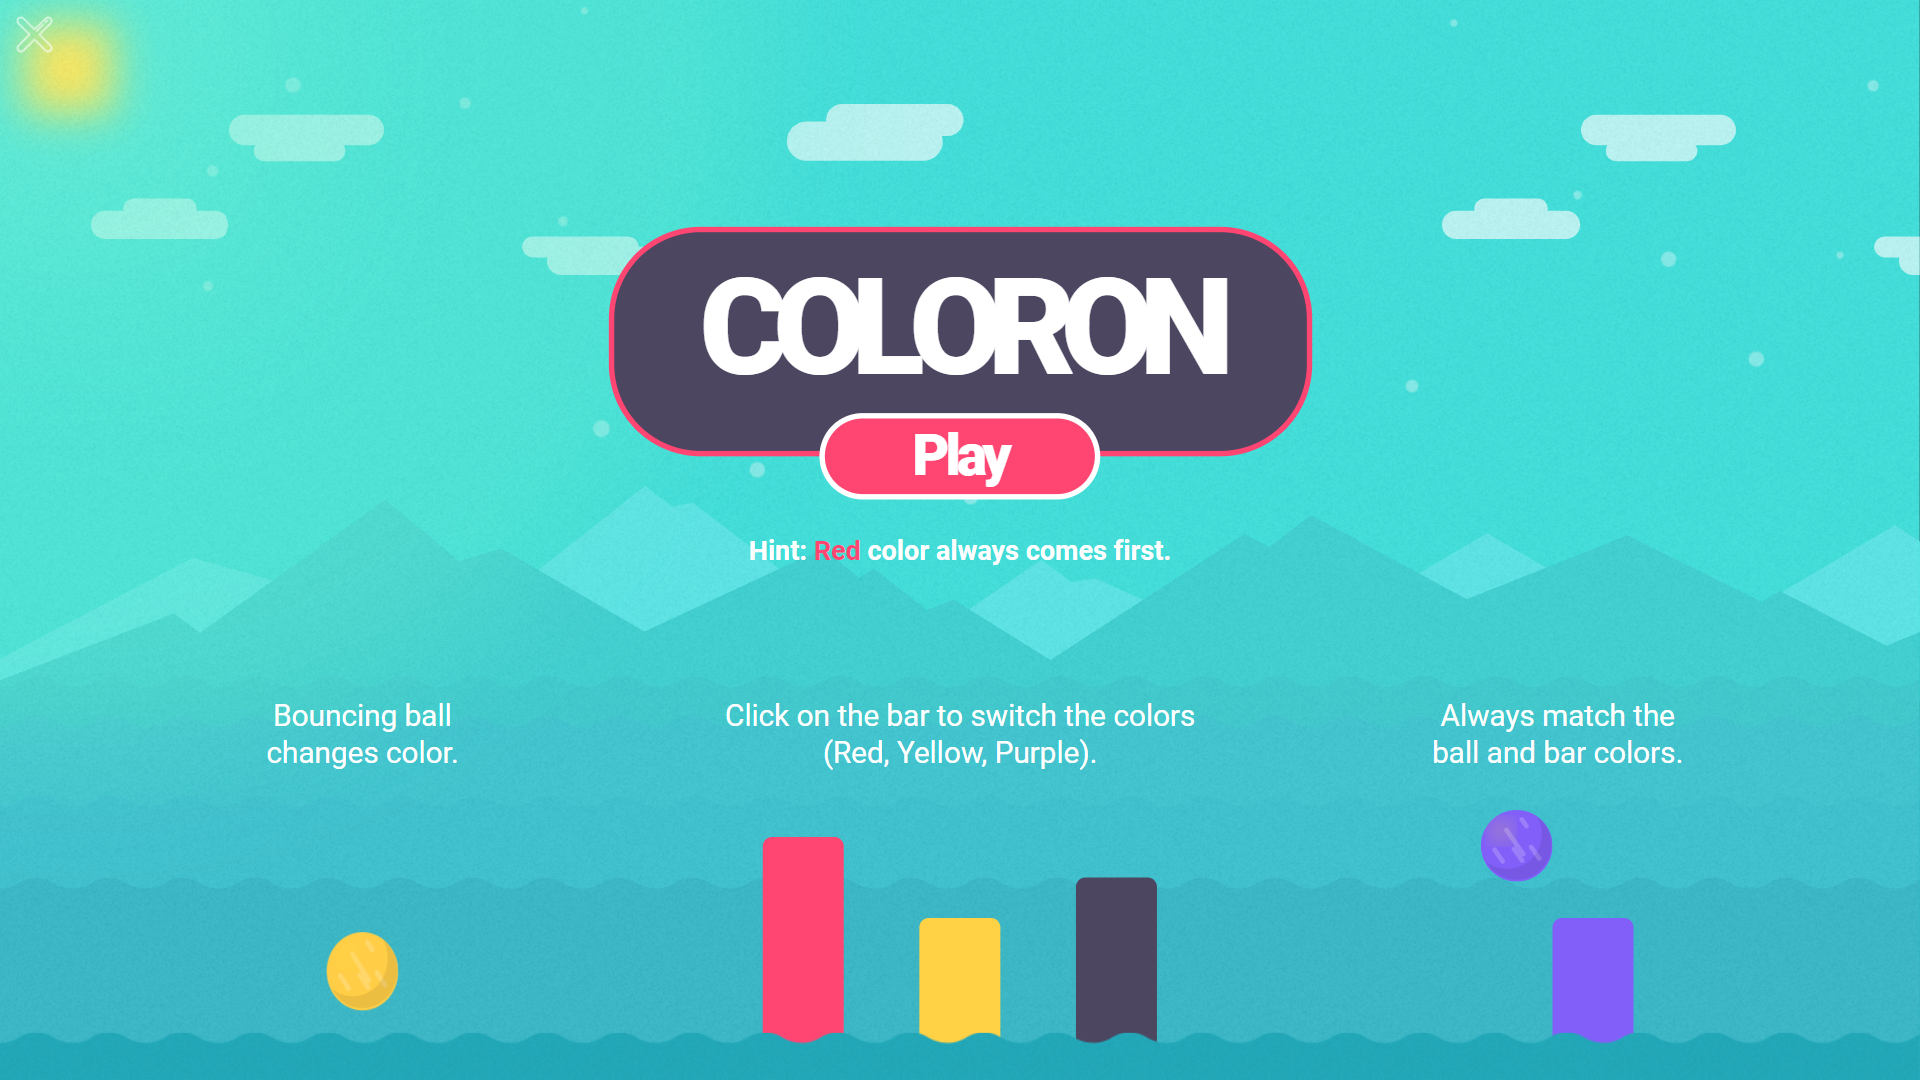 COLORON
Play
Hint: Red color always comes first.
Bouncing ball
changes color.
Click on the bar to switch the colors
(Red, Yellow, Purple).
Always match the
ball and bar colors.